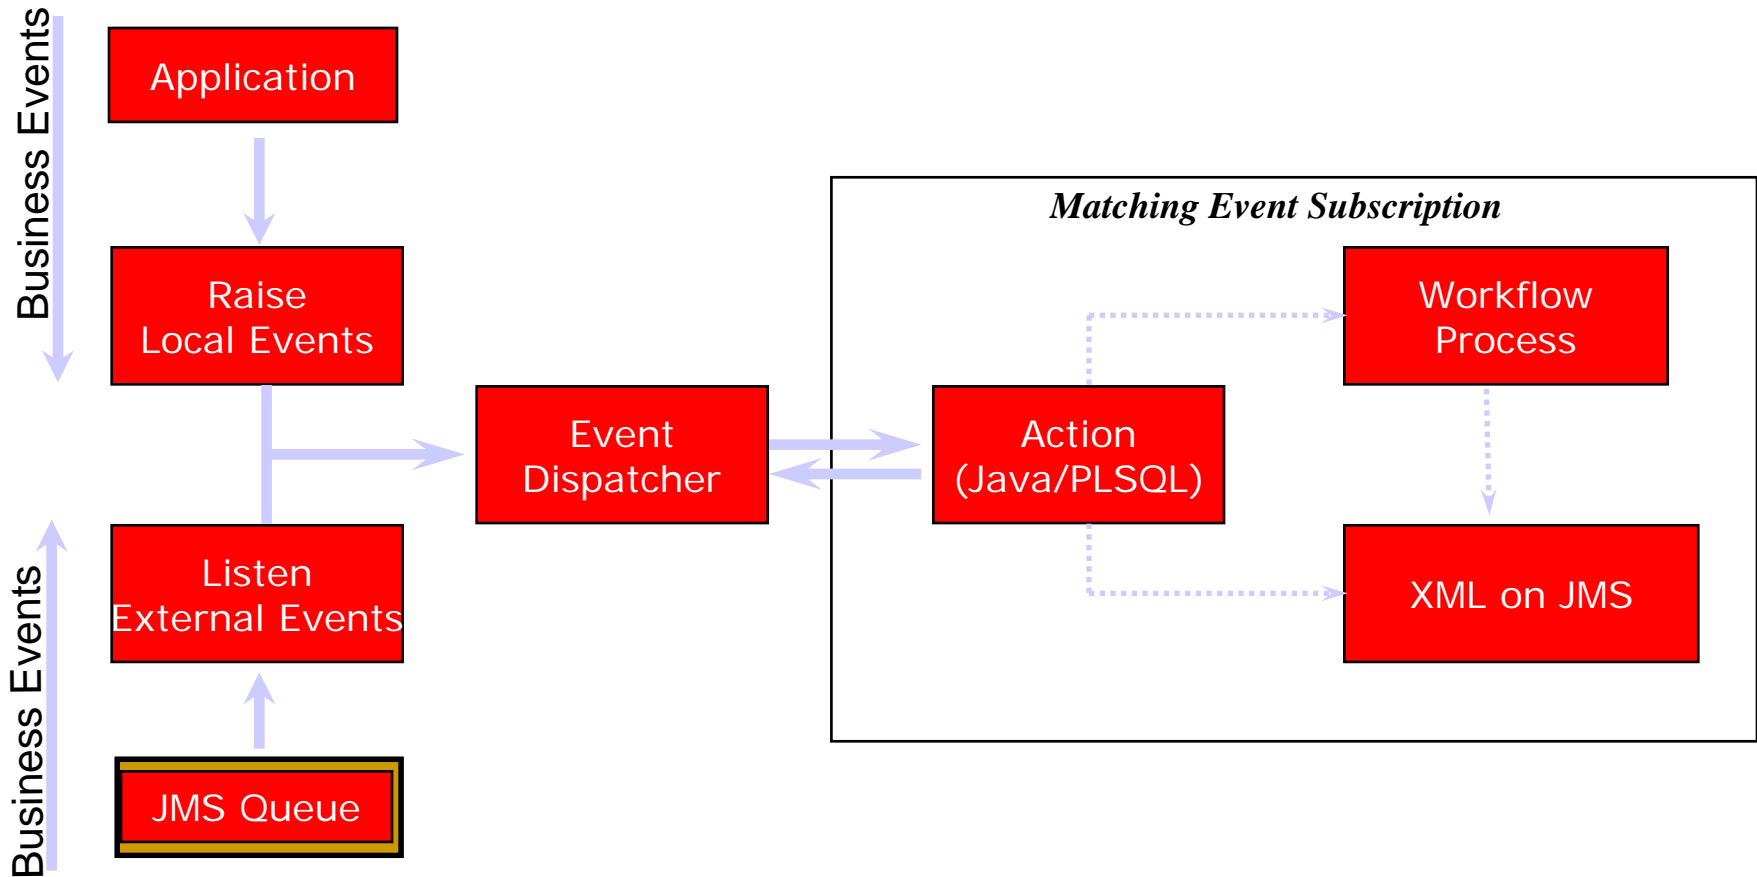 Business Events
Application
Matching Event Subscription
Raise
Local Events
Workflow
Process
Event
Dispatcher
Action
(Java/PLSQL)
Business Events
Listen
External Events
XML on JMS
JMS Queue